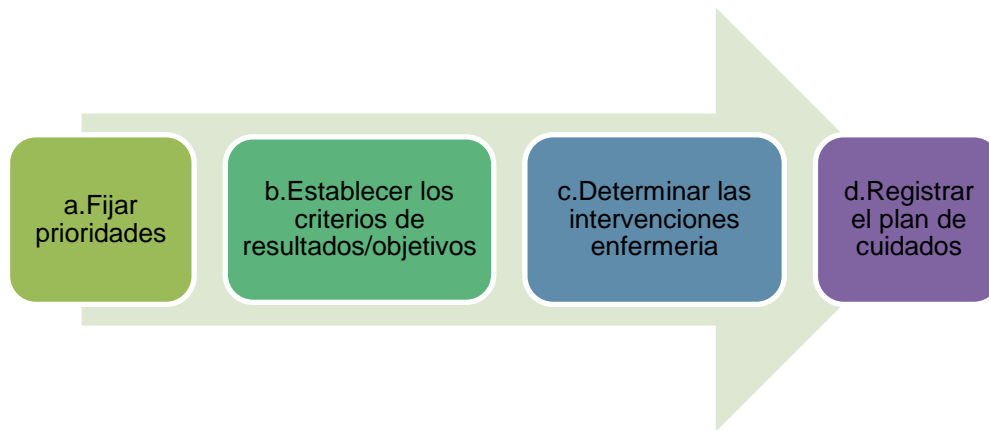 a.Fijar
prioridades
b.Establecer los
criterios de
resultados/objetivos
c.Determinar las
intervenciones
enfermeria
d.Registrar
el plan de
cuidados